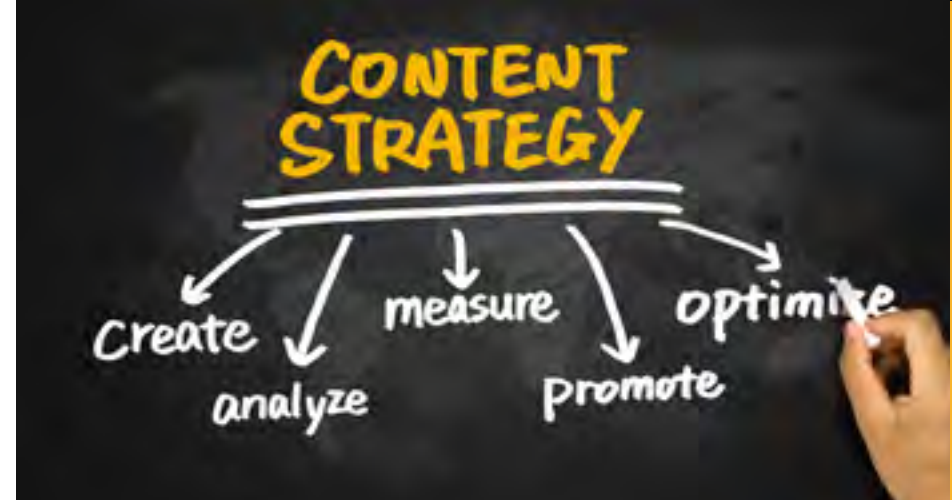 CONTENT
STRATEGY
create
analyze
measure
promote
optimize